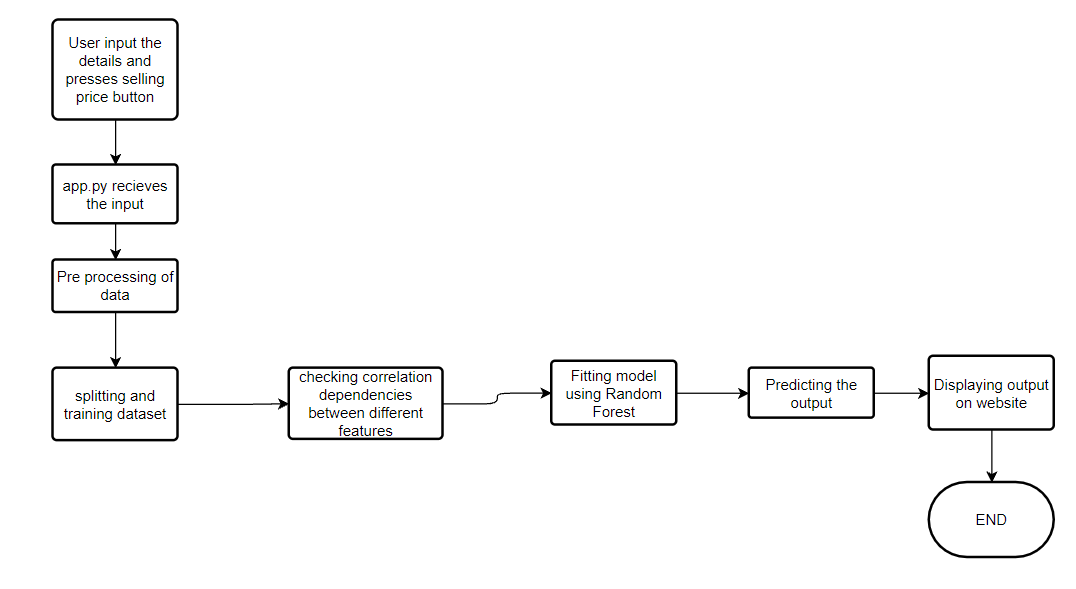 User input the
details and
presses selling
price button
app.py recieves
the input
Pre processing of
data
splitting and
training dataset
checking correlation
dependencies
between different
features
Fitting model
using Random
Forest
Predicting the
output
Displaying output
on website
END